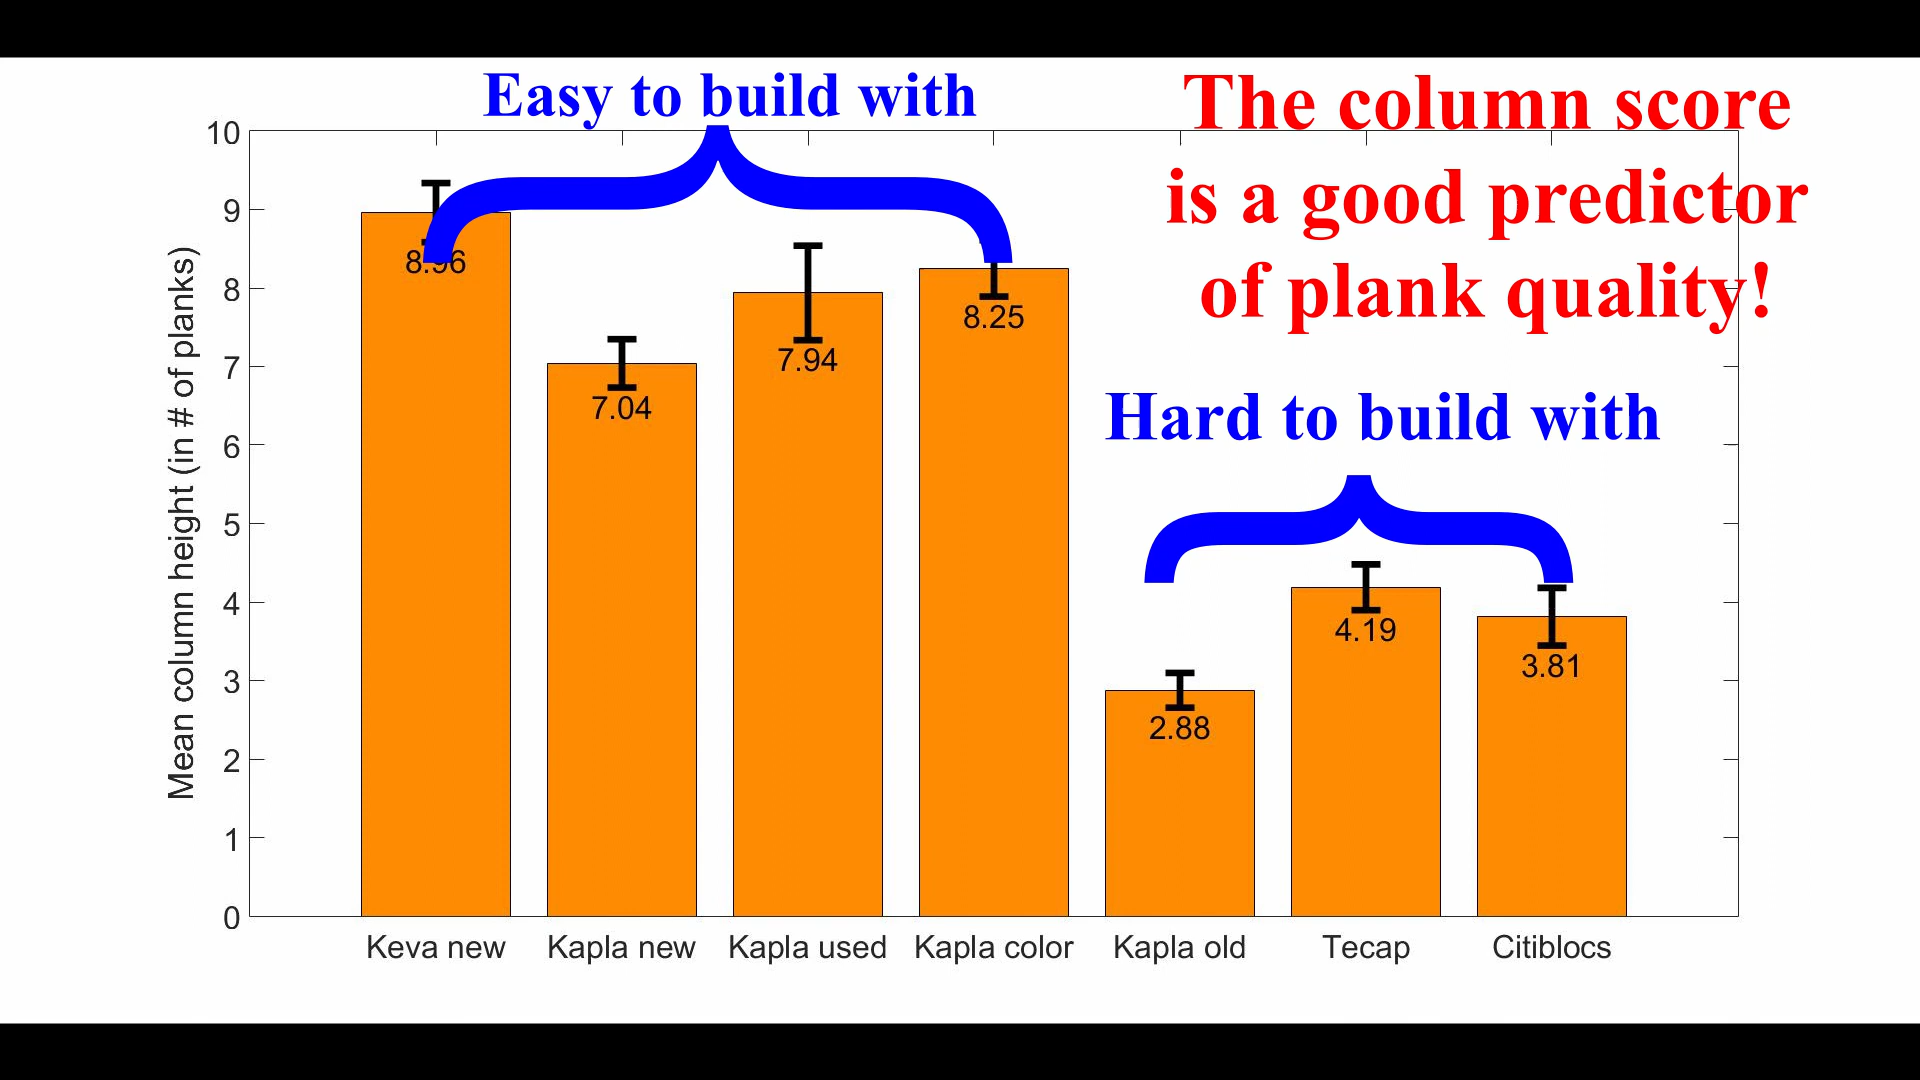 Easy to build with
The column score
is a good predictor
of plank quality!
Hard to build with
Mean column height (in # of planks)
10
9
8
7
6
5
4
3
2
1
0
8.96
7.04
7.94
8.25
2.88
4.19
3.81
Keva new
Kapla new
Kapla used
Kapla color
Kapla old
Tecap
Citiblocs